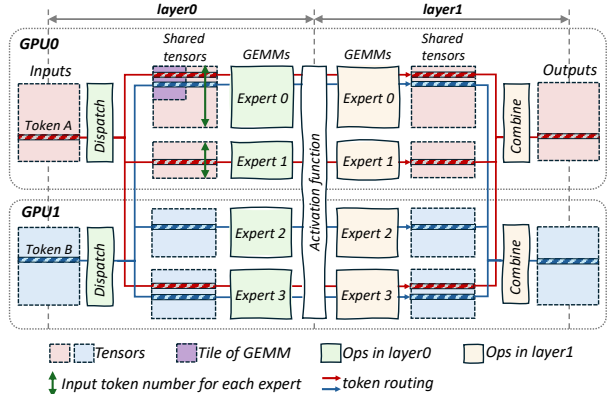 layer0
layer1
GPU0
Inputs
Shared
tensors
GEMMs
GEMMs
Shared
tensors
Outputs
Token A
Dispatch
Expert 0
Expert 0
Combine
Expert 1
Expert 1
Activation function
GPU1
Token B
Dispatch
Expert 2
Expert 2
Combine
Expert 3
Expert 3
Tensors
Tile of GEMM
Ops in layer0
Ops in layer1
Input token number for each expert
token routing